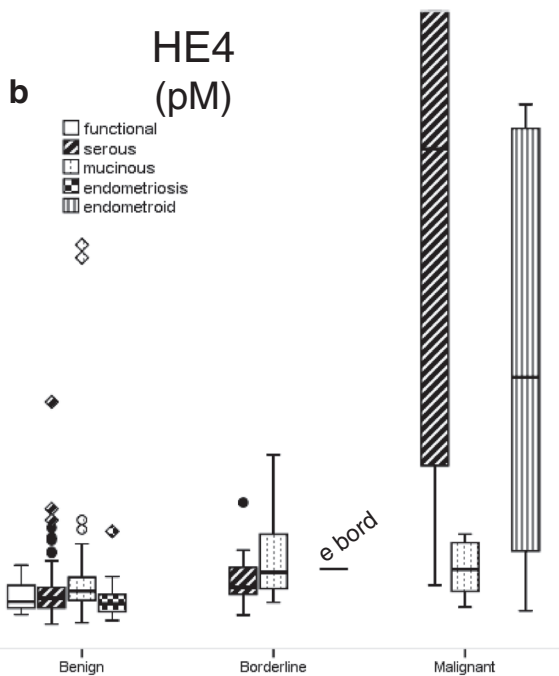 HE4
(pM)
b
functional
serous
mucinous
endometriosis
endometroid
e bord
Benign
Borderline
Malignant